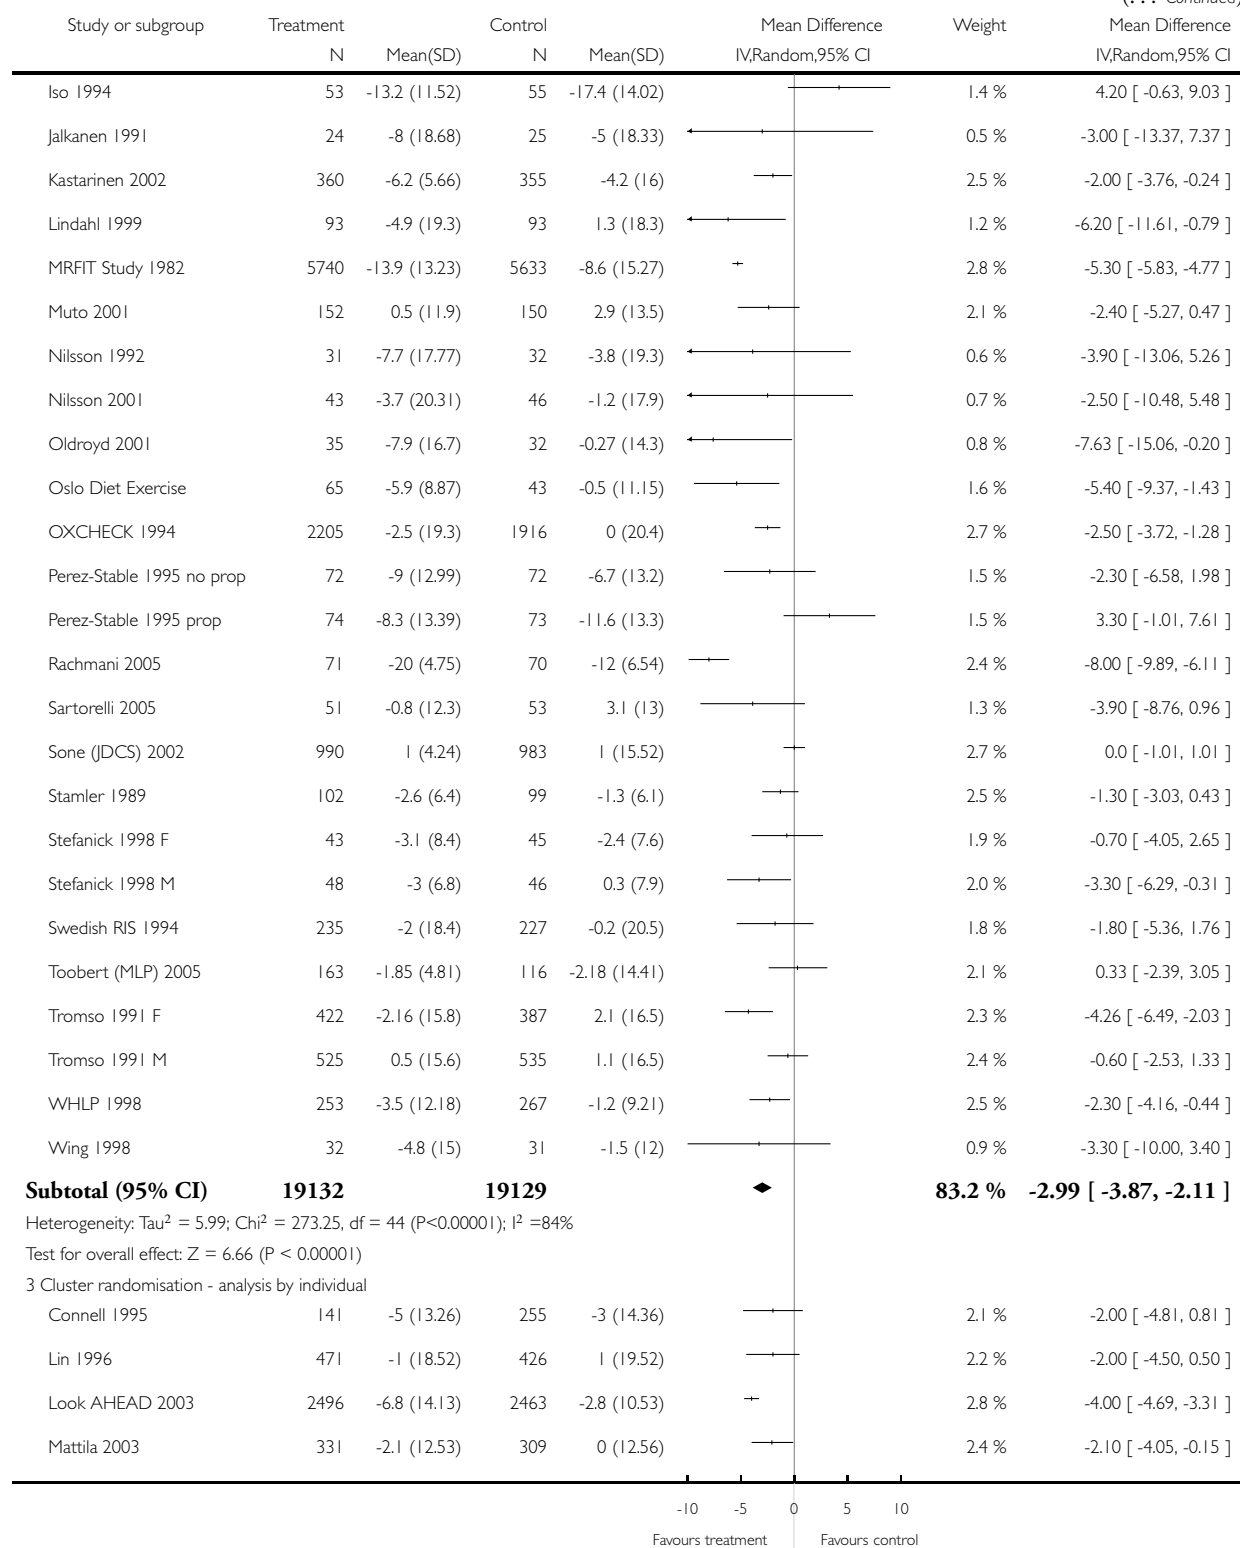 (... Continued)
Study or subgroup Treatment Control Mean Difference Weight Mean Difference
N Mean(SD) N Mean(SD) IV,Random,95% CI IV,Random,95% CI
Iso 1994 53 -13.2 (11.52) 55 -17.4 (14.02) 1.4 % 4.20 [ -0.63, 9.03 ]
Jalkanen 1991 24 -8 (18.68) 25 -5 (18.33) 0.5 % -3.00 [ -13.37, 7.37 ]
Kastarinen 2002 360 -6.2 (5.66) 355 -4.2 (16) 2.5 % -2.00 [ -3.76, -0.24 ]
Lindahl 1999 93 -4.9 (19.3) 93 1.3 (18.3) 1.2 % -6.20 [ -11.61, -0.79 ]
MRFIT Study 1982 5740 -13.9 (13.23) 5633 -8.6 (15.27) 2.8 % -5.30 [ -5.83, -4.77 ]
Muto 2001 152 0.5 (11.9) 150 2.9 (13.5) 2.1 % -2.40 [ -5.27, 0.47 ]
Nilsson 1992 31 -7.7 (17.77) 32 -3.8 (19.3) 0.6 % -3.90 [ -13.06, 5.26 ]
Nilsson 2001 43 -3.7 (20.31) 46 -1.2 (17.9) 0.7 % -2.50 [ -10.48, 5.48 ]
Oldroyd 2001 35 -7.9 (16.7) 32 -0.27 (14.3) 0.8 % -7.63 [ -15.06, -0.20 ]
Oslo Diet Exercise 65 -5.9 (8.87) 43 -0.5 (11.15) 1.6 % -5.40 [ -9.37, -1.43 ]
OXCHECK 1994 2205 -2.5 (19.3) 1916 0 (20.4) 2.7 % -2.50 [ -3.72, -1.28 ]
Perez-Stable 1995 no prop 72 -9 (12.99) 72 -6.7 (13.2) 1.5 % -2.30 [ -6.58, 1.98 ]
Perez-Stable 1995 prop 74 -8.3 (13.39) 73 -11.6 (13.3) 1.5 % 3.30 [ -1.01, 7.61 ]
Rachmani 2005 71 -20 (4.75) 70 -12 (6.54) 2.4 % -8.00 [ -9.89, -6.11 ]
Sartorelli 2005 51 -0.8 (12.3) 53 3.1 (13) 1.3 % -3.90 [ -8.76, 0.96 ]
Sone (JDCS) 2002 990 1 (4.24) 983 1 (15.52) 2.7 % 0.0 [ -1.01, 1.01 ]
Stamler 1989 102 -2.6 (6.4) 99 -1.3 (6.1) 2.5 % -1.30 [ -3.03, 0.43 ]
Stefanick 1998 F 43 -3.1 (8.4) 45 -2.4 (7.6) 1.9 % -0.70 [ -4.05, 2.65 ]
Stefanick 1998 M 48 -3 (6.8) 46 0.3 (7.9) 2.0 % -3.30 [ -6.29, -0.31 ]
Swedish RIS 1994 235 -2 (18.4) 227 -0.2 (20.5) 1.8 % -1.80 [ -5.36, 1.76 ]
Toobert (MLP) 2005 163 -1.85 (4.81) 116 -2.18 (14.41) 2.1 % 0.33 [ -2.39, 3.05 ]
Tromso 1991 F 422 -2.16 (15.8) 387 2.1 (16.5) 2.3 % -4.26 [ -6.49, -2.03 ]
Tromso 1991 M 525 0.5 (15.6) 535 1.1 (16.5) 2.4 % -0.60 [ -2.53, 1.33 ]
WHLP 1998 253 -3.5 (12.18) 267 -1.2 (9.21) 2.5 % -2.30 [ -4.16, -0.44 ]
Wing 1998 32 -4.8 (15) 31 -1.5 (12) 0.9 % -3.30 [ -10.00, 3.40 ]
Subtotal (95% CI) 19132 19129 83.2 % -2.99 [ -3.87, -2.11 ]
Heterogeneity: Tau² = 5.99; Chi² = 273.25, df = 44 (P<0.00001); I² =84%
Test for overall effect: Z = 6.66 (P < 0.00001)
3 Cluster randomisation - analysis by individual
Connell 1995 141 -5 (13.26) 255 -3 (14.36) 2.1 % -2.00 [ -4.81, 0.81 ]
Lin 1996 471 -1 (18.52) 426 1 (19.52) 2.2 % -2.00 [ -4.50, 0.50 ]
Look AHEAD 2003 2496 -6.8 (14.13) 2463 -2.8 (10.53) 2.8 % -4.00 [ -4.69, -3.31 ]
Mattila 2003 331 -2.1 (12.53) 309 0 (12.56) 2.4 % -2.10 [ -4.05, -0.15 ]
-10 -5 0 5 10
Favours treatment Favours control